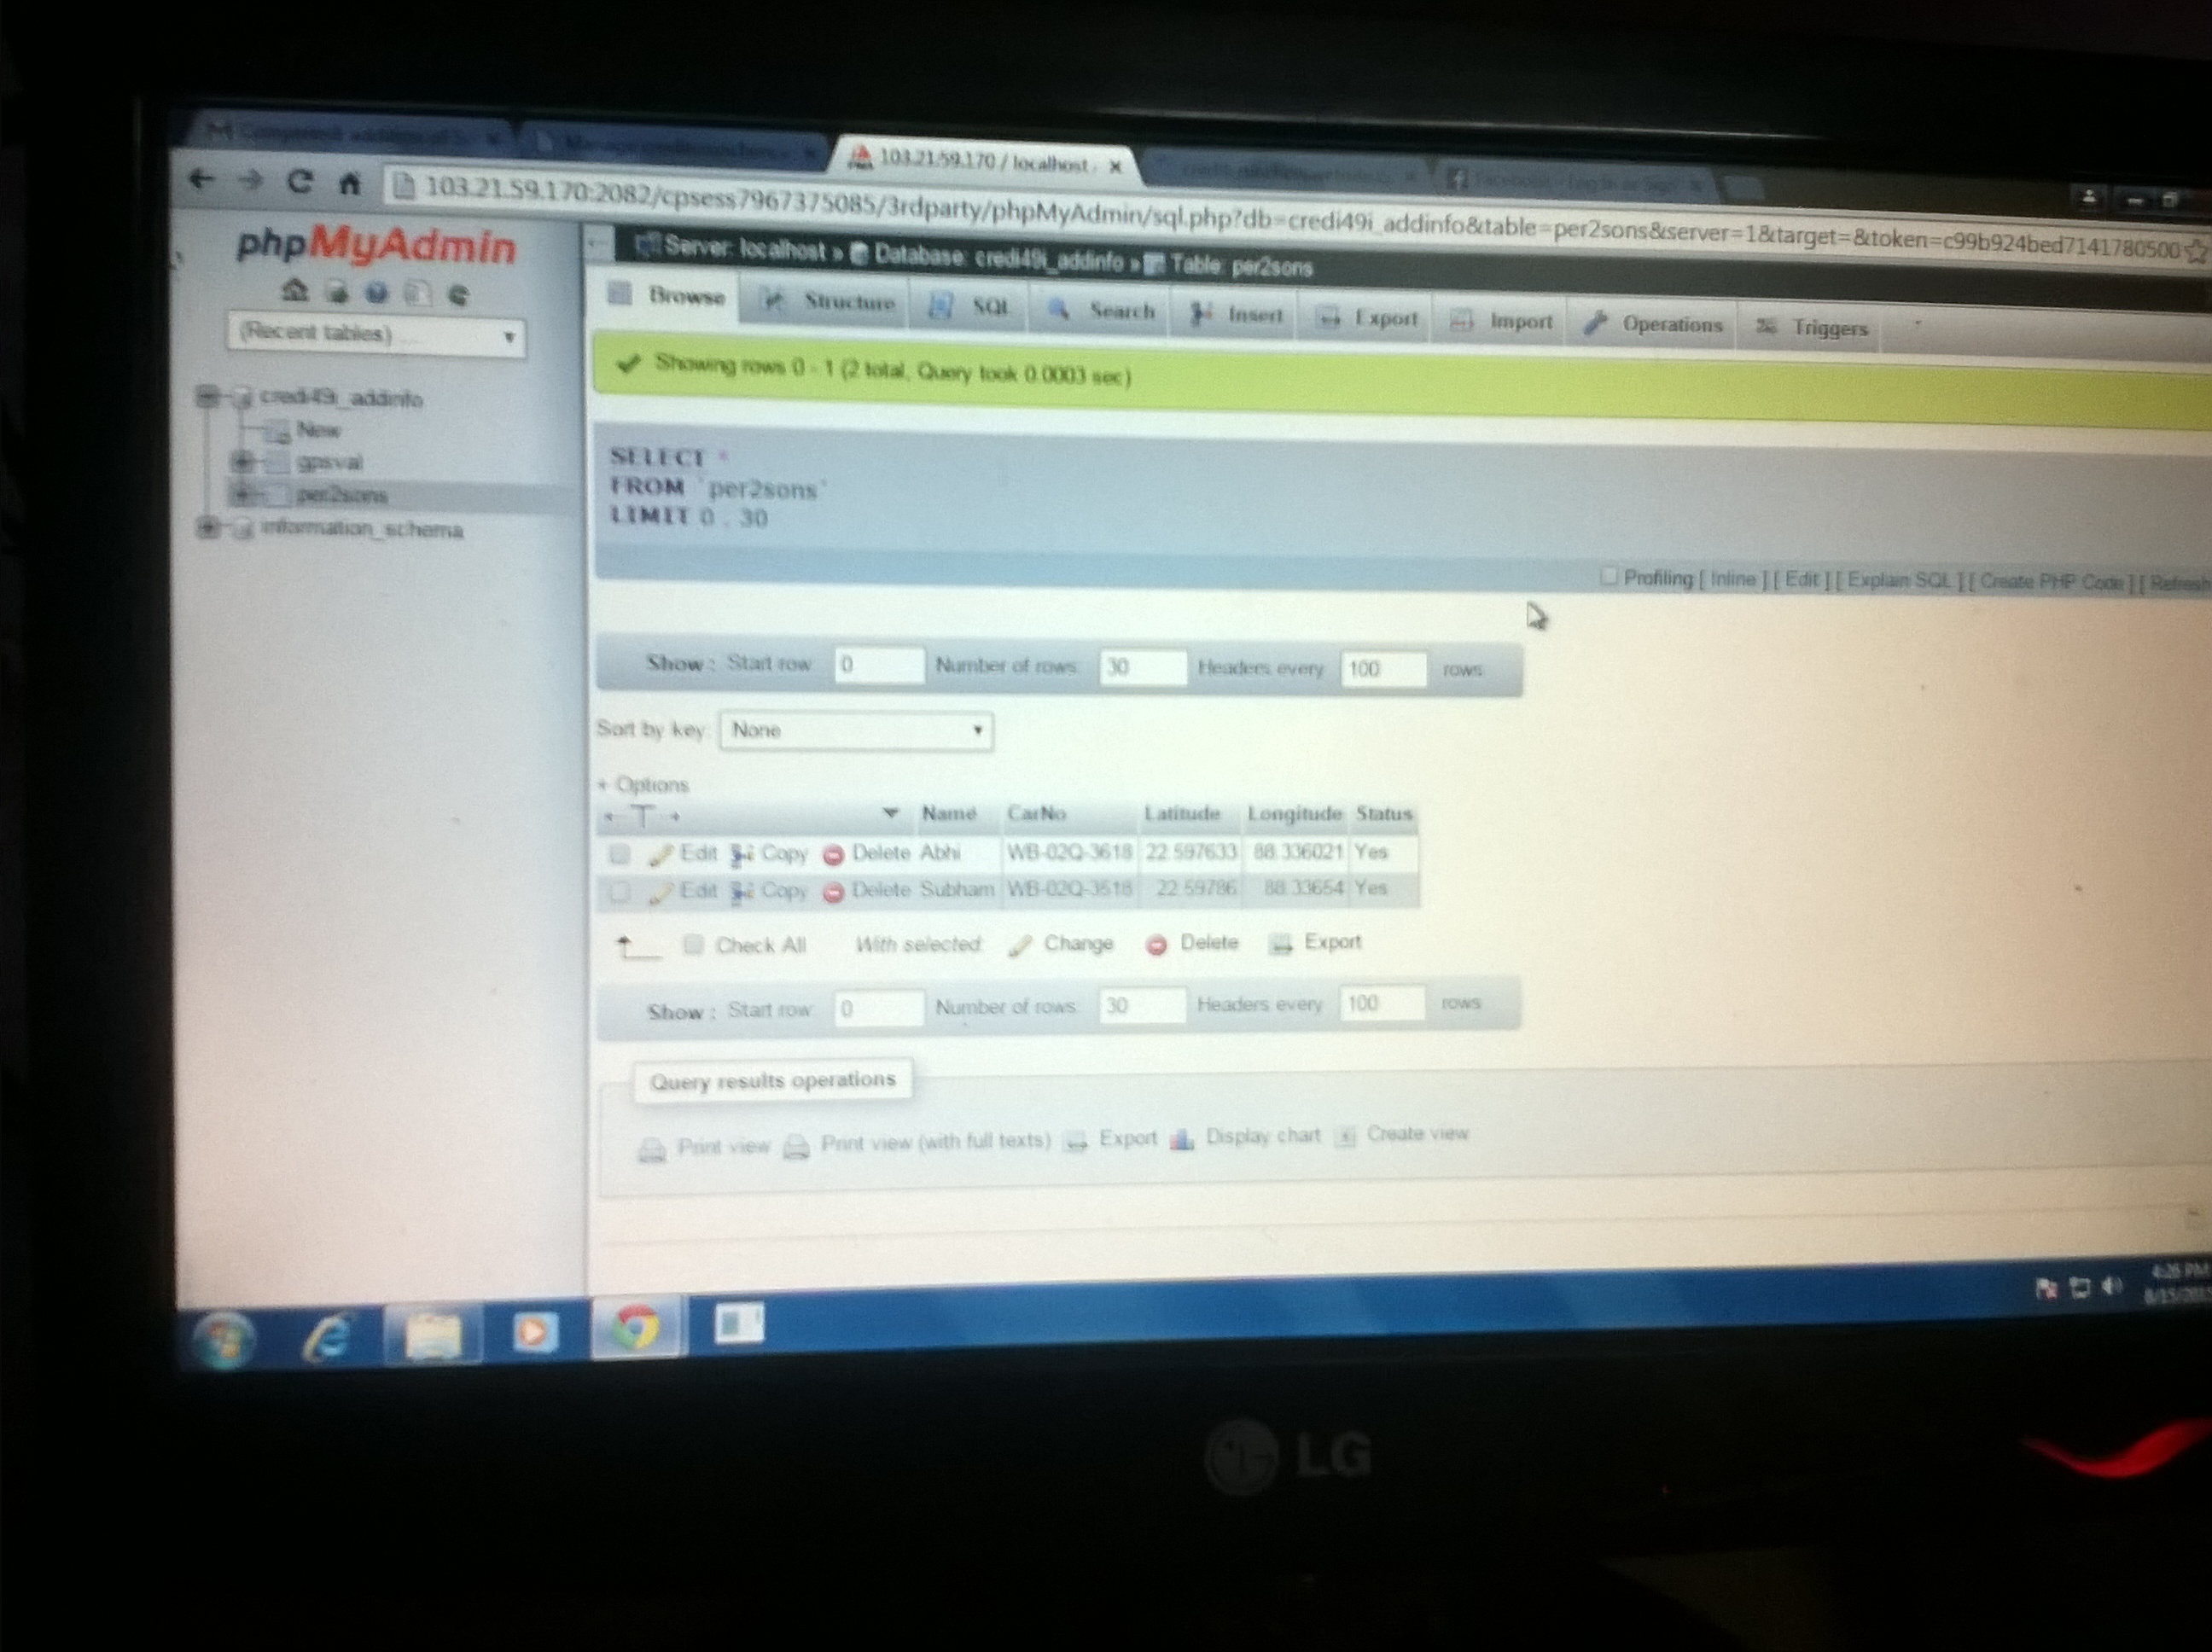 103.21.59.170 / localhost
103.21.59.170:2082/cpsess7967375085/3rdparty/phpMyAdmin/sql.php?db=credi49i_addinfo&table=per2sons&server=1&target=&token=c99b924bed7141780500
phpMyAdmin
(Recent tables) ...
credi49i_addinfo
New
gpsval
per2sons
information_schema
Server: localhost » Database: credi49i_addinfo » Table: per2sons
Browse Structure SQL Search Insert Export Import Operations Triggers
Showing rows 0 - 1 (2 total, Query took 0.0003 sec)
SELECT *
FROM `per2sons`
LIMIT 0 , 30
Profiling [ Inline ] [ Edit ] [ Explain SQL ] [ Create PHP Code ] [ Refresh
Show : Start row: 0 Number of rows: 30 Headers every 100 rows
Sort by key: None
+ Options
←T→ Name CarNo Latitude Longitude Status
Edit Copy Delete Abhi WB-02Q-3618 22.597633 88.336021 Yes
Edit Copy Delete Subham WB-02Q-3518 22.59786 88.33654 Yes
Check All With selected: Change Delete Export
Show : Start row: 0 Number of rows: 30 Headers every 100 rows
Query results operations
Print view Print view (with full texts) Export Display chart Create view
4:26 PM
LG